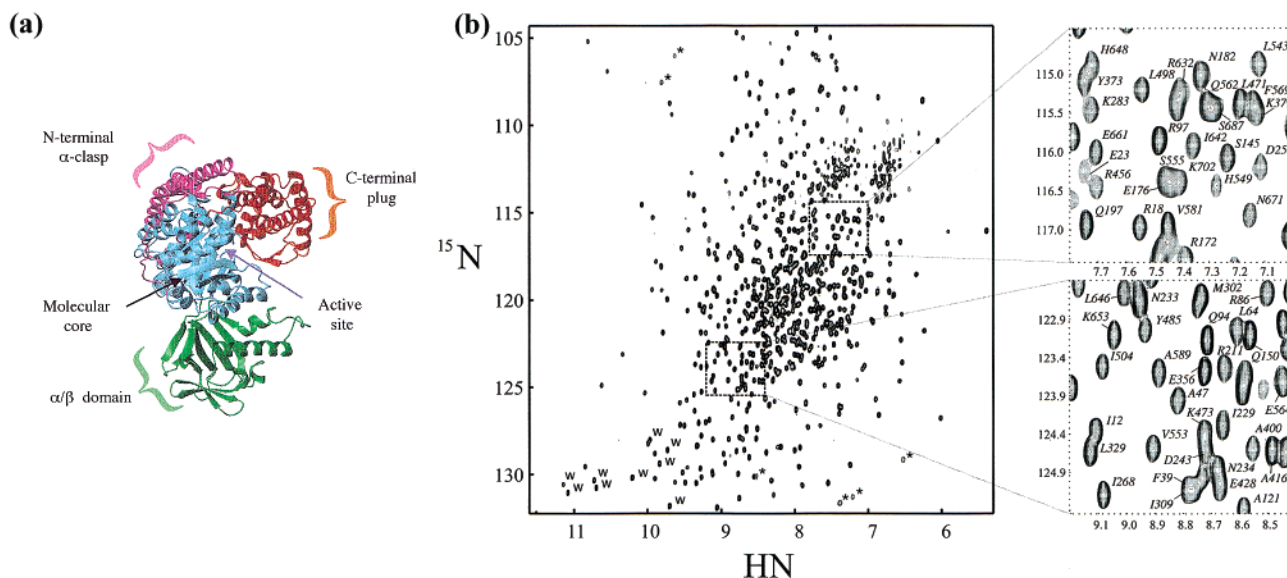 (a)
N-terminal
α-clasp
C-terminal
plug
Molecular
core
Active
site
α/β domain
(b)
105
110
115
120
125
130
15 N
11 10 9 8 7 6
HN
* * * * * *
W W W W W W W W W
H648
Y373
K283
E661
E23
R456
Q197
L498
R632
N182
Q562
L471
L543
F569
K37
S687
R97
I642
S145
D25
S555
K702
H549
E176
R18
V581
N671
R172
115.0
115.5
116.0
116.5
117.0
7.7 7.6 7.5 7.4 7.3 7.2 7.1
L646
N233
M302
R86
K653
Y485
Q94
L64
I504
A589
R211
Q150
E356
A47
E564
I12
K473
I229
V553
A400
L329
D243
N234
A416
F39
E428
I268
I309
A121
122.9
123.4
123.9
124.4
124.9
9.1 9.0 8.9 8.8 8.7 8.6 8.5